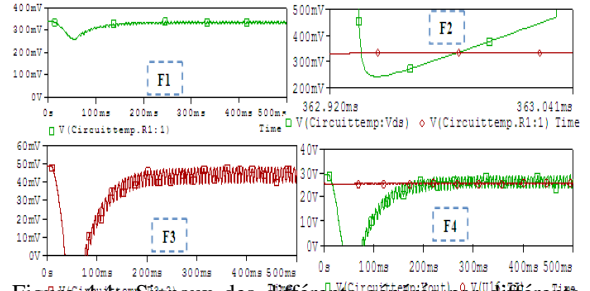 400mV
300mV
200mV
100mV
0V
F1
0s 100ms 200ms 300ms 400ms 500ms
V(Circuittemp.R1:1) Time
500mV
400mV
300mV
200mV
F2
362.920ms 363.041ms
V(Circuittemp:Vds) V(Circuittemp.R1:1) Time
60mV
50mV
40mV
30mV
20mV
10mV
0V
F3
0s 100ms 200ms 300ms 400ms 500ms
40V
30V
20V
10V
0V
F4
0s 100ms 200ms 300ms 400ms 500ms